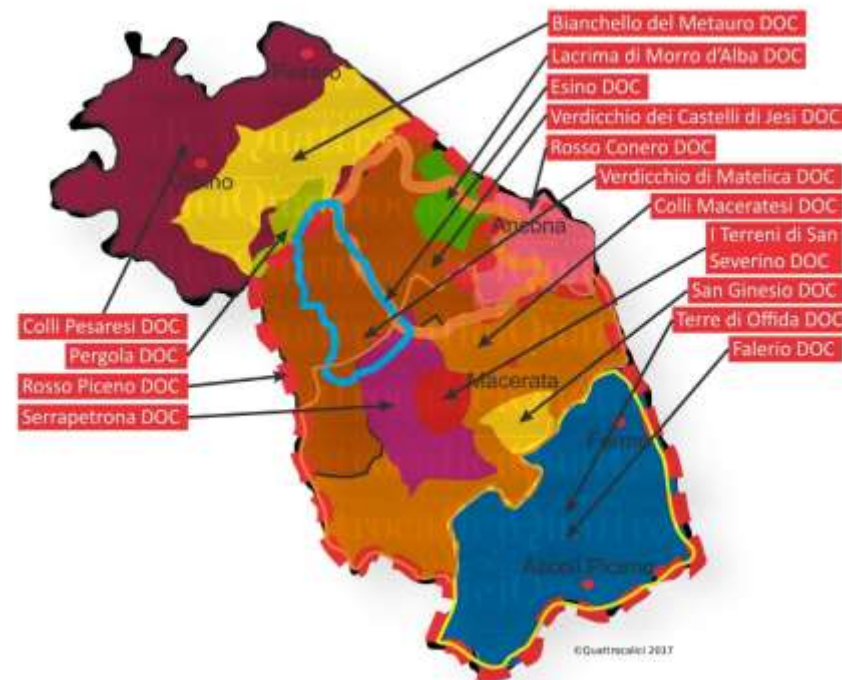 Bianchello del Metauro DOC
Lacrima di Morro d'Alba DOC
Esino DOC
Verdicchio dei Castelli di Jesi DOC
Rosso Conero DOC
Verdicchio di Matelica DOC
Colli Maceratesi DOC
I Terreni di San
Severino DOC
San Ginesio DOC
Terre di Offida DOC
Falerio DOC
Colli Pesaresi DOC
Pergola DOC
Rosso Piceno DOC
Serrapetrona DOC
Pesaro
Urbino
Ancona
Macerata
Fermo
Ascoli Piceno
©Quattrocalici 2017